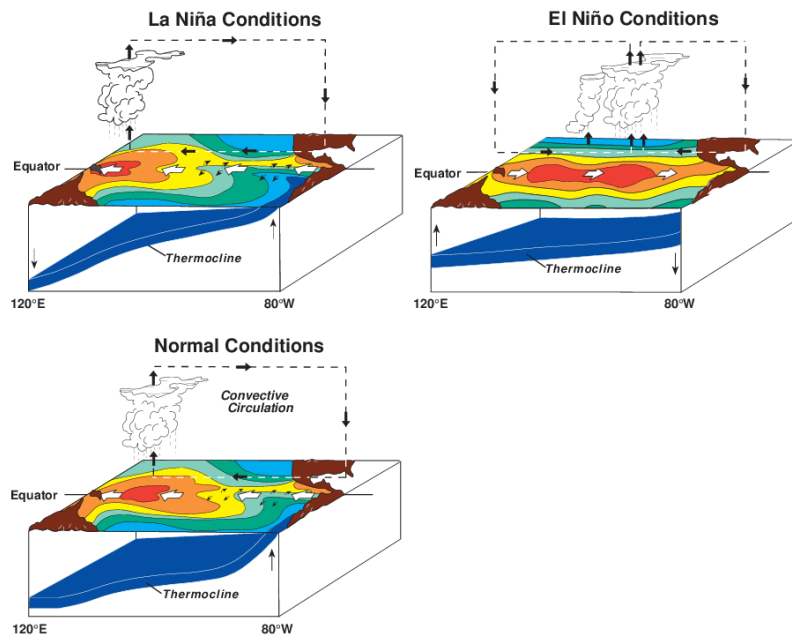 La Niña Conditions
Equator
Thermocline
120°E
80°W
El Niño Conditions
Equator
Thermocline
120°E
80°W
Normal Conditions
Convective
Circulation
Equator
Thermocline
120°E
80°W